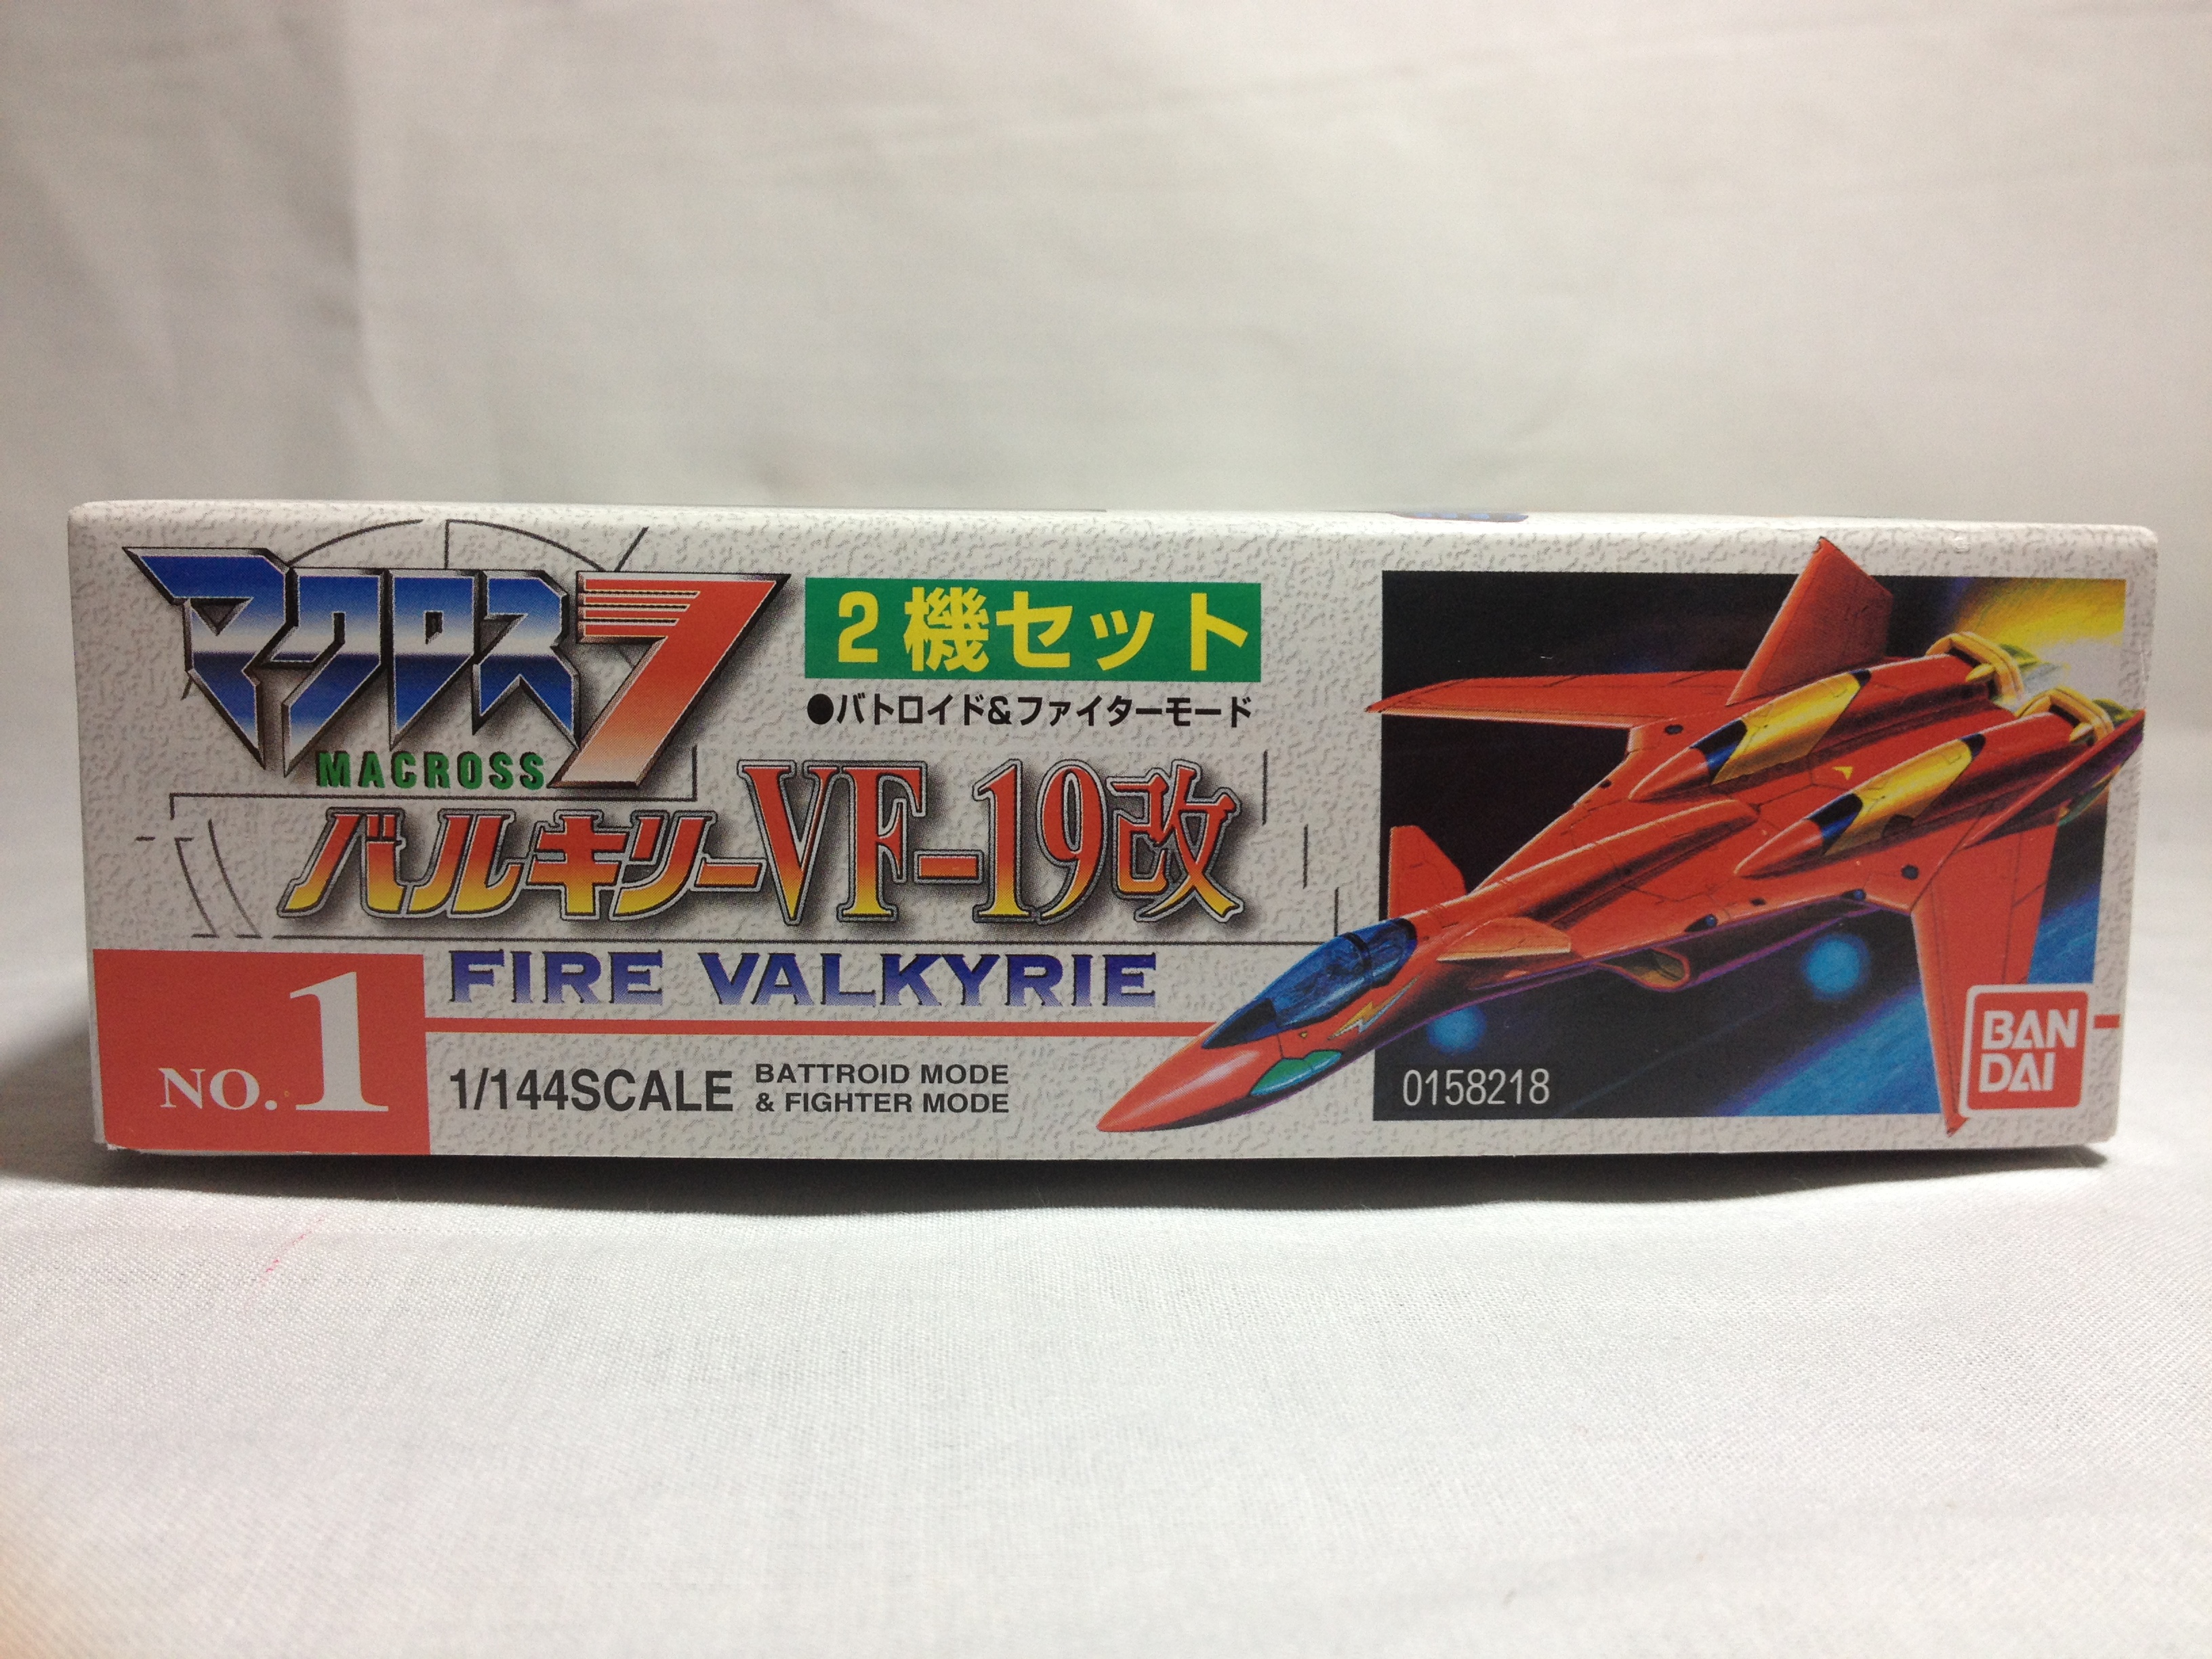 マクロス7
MACROSS
2機セット
●バトロイド&ファイターモード
バルキリーVF-19改
FIRE VALKYRIE
NO.1
1/144SCALE
BATTROID MODE
& FIGHTER MODE
0158218
BAN
DAI